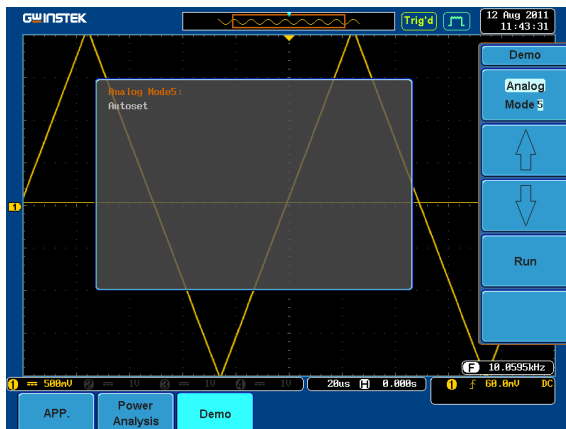 GWINSTEK
Trig'd
12 Aug 2011
11:43:31
Demo
Analog
Mode 5
Analog Mode5:
Autoset
1
Run
F 10.0595kHz
1 500mV 2 1V 3 1V 4 1V
20us H 0.000s
1 60.0mV DC
APP.
Power
Analysis
Demo